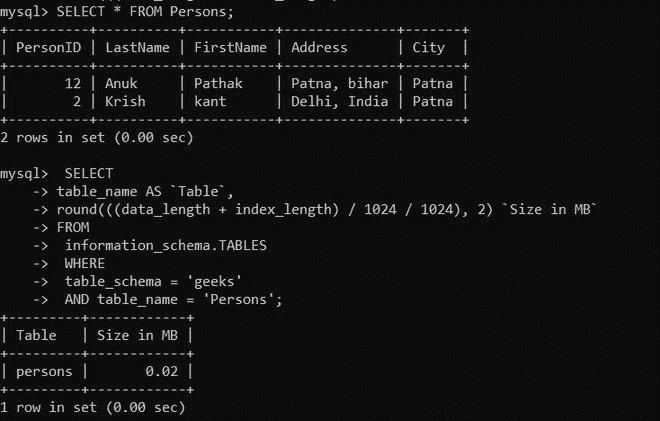 mysql> SELECT * FROM Persons;
+----------+----------+-----------+--------------+-------+
| PersonID | LastName | FirstName | Address      | City  |
+----------+----------+-----------+--------------+-------+
|       12 | Anuk     | Pathak    | Patna, bihar | Patna |
|        2 | Krish    | kant      | Delhi, India | Patna |
+----------+----------+-----------+--------------+-------+
2 rows in set (0.00 sec)

mysql>  SELECT
    -> table_name AS `Table`,
    -> round(((data_length + index_length) / 1024 / 1024), 2) `Size in MB`
    -> FROM
    ->  information_schema.TABLES
    ->  WHERE
    ->  table_schema = 'geeks'
    ->  AND table_name = 'Persons';
+---------+------------+
| Table   | Size in MB |
+---------+------------+
| persons |       0.02 |
+---------+------------+
1 row in set (0.00 sec)